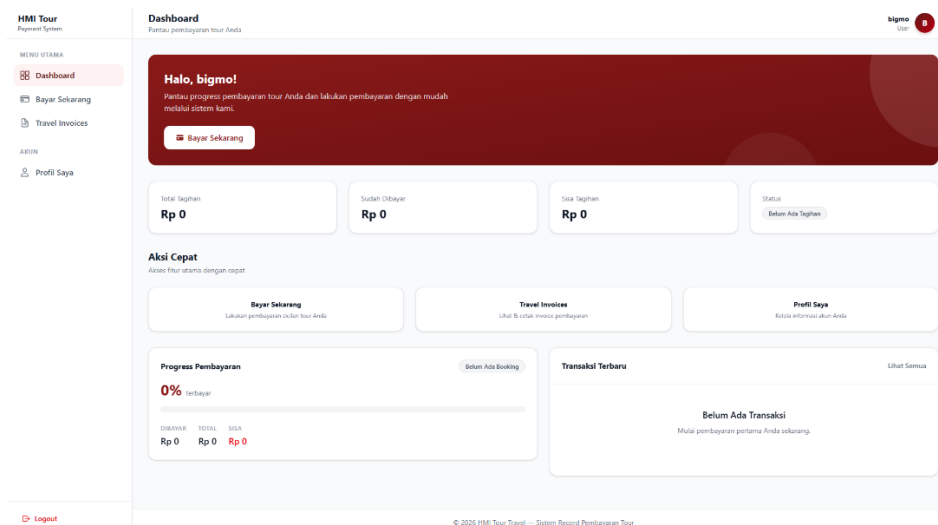 HMI Tour
Payment System
MENU UTAMA
Dashboard
Bayar Sekarang
Travel Invoices
AKUN
Profil Saya
Logout
Dashboard
Pantau pembayaran tour Anda
bigmo
User
B
Halo, bigmo!
Pantau progress pembayaran tour Anda dan lakukan pembayaran dengan mudah
melalui sistem kami.
Bayar Sekarang
Total Tagihan
Rp 0
Sudah Dibayar
Rp 0
Sisa Tagihan
Rp 0
Status
Belum Ada Tagihan
Aksi Cepat
Akses fitur utama dengan cepat
Bayar Sekarang
Lakukan pembayaran cicilan tour Anda
Travel Invoices
Lihat & cetak invoice pembayaran
Profil Saya
Kelola informasi akun Anda
Progress Pembayaran
Belum Ada Booking
0% terbayar
DIBAYAR TOTAL SISA
Rp 0 Rp 0 Rp 0
Transaksi Terbaru
Lihat Semua
Belum Ada Transaksi
Mulai pembayaran pertama Anda sekarang.
© 2026 HMI Tour Travel — Sistem Record Pembayaran Tour